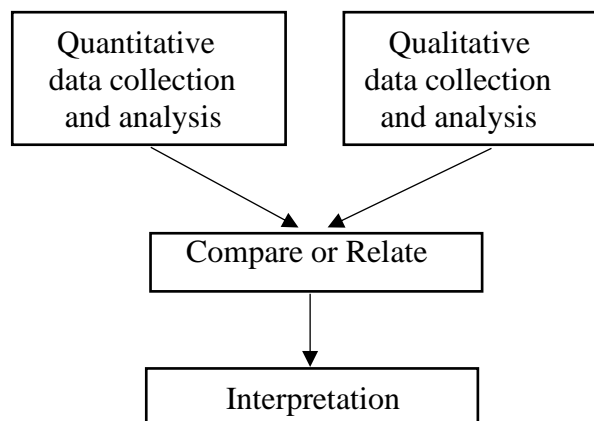 Quantitative
data collection
and analysis
Qualitative
data collection
and analysis
Compare or Relate
Interpretation